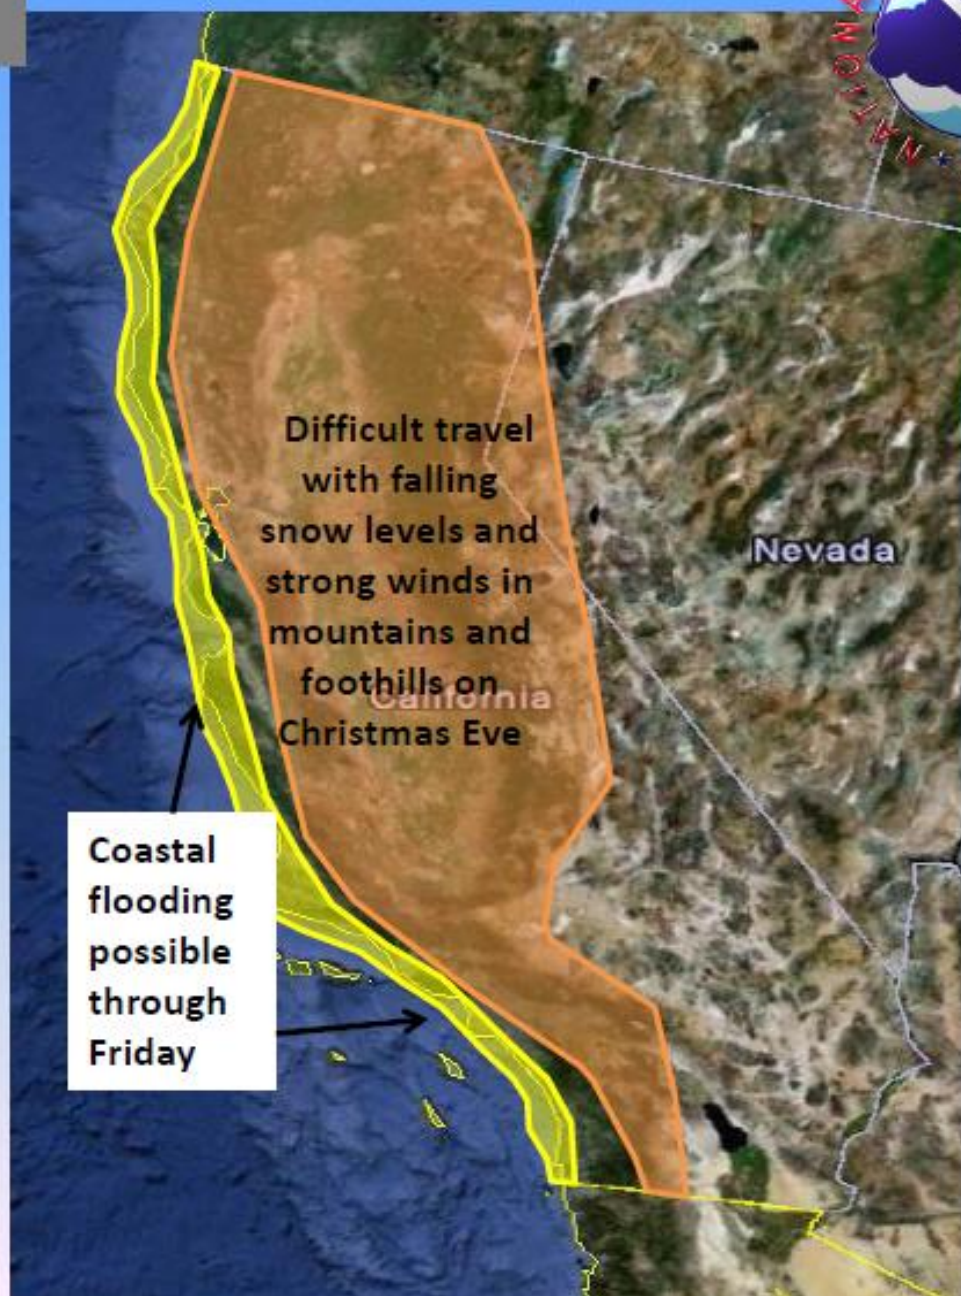 NATION
Difficult travel
with falling
snow levels and
strong winds in
mountains and
foothills on
California
Christmas Eve
Nevada
Coastal
flooding
possible
through
Friday